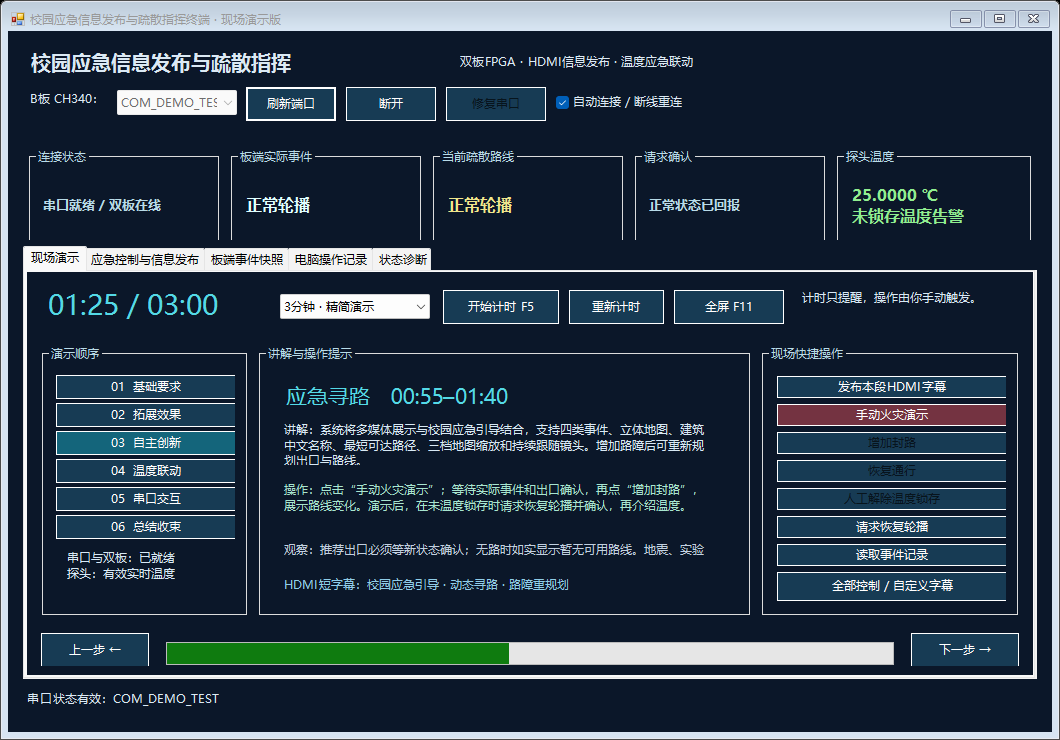 校园应急信息发布与疏散指挥终端 · 现场演示版
校园应急信息发布与疏散指挥
双板FPGA · HDMI信息发布 · 温度应急联动
B板 CH340:
COM_DEMO_TES
刷新端口
断开
修复串口
自动连接 / 断线重连
连接状态
串口就绪 / 双板在线
板端实际事件
正常轮播
当前疏散路线
正常轮播
请求确认
正常状态已回报
探头温度
25.0000 ℃
未锁存温度告警
现场演示
应急控制与信息发布
板端事件快照
电脑操作记录
状态诊断
01:25 / 03:00
3分钟 · 精简演示
开始计时 F5
重新计时
全屏 F11
计时只提醒，操作由你手动触发。
演示顺序
01 基础要求
02 拓展效果
03 自主创新
04 温度联动
05 串口交互
06 总结收束
串口与双板：已就绪
探头：有效实时温度
讲解与操作提示
应急寻路 00:55–01:40
讲解：系统将多媒体展示与校园应急引导结合，支持四类事件、立体地图、建筑
中文名称、最短可达路径、三档地图缩放和持续跟随镜头。增加路障后可重新规
划出口与路线。
操作：点击“手动火灾演示”；等待实际事件和出口确认，再点“增加封路”，
展示路线变化。演示后，在未温度锁存时请求恢复轮播并确认，再介绍温度。
观察：推荐出口必须等新状态确认；无路时如实显示暂无可用路线。地震、实验
HDMI短字幕：校园应急引导 · 动态寻路 · 路障重规划
现场快捷操作
发布本段HDMI字幕
手动火灾演示
增加封路
恢复通行
人工解除温度锁存
请求恢复轮播
读取事件记录
全部控制 / 自定义字幕
上一步 ←
下一步 →
串口状态有效：COM_DEMO_TEST